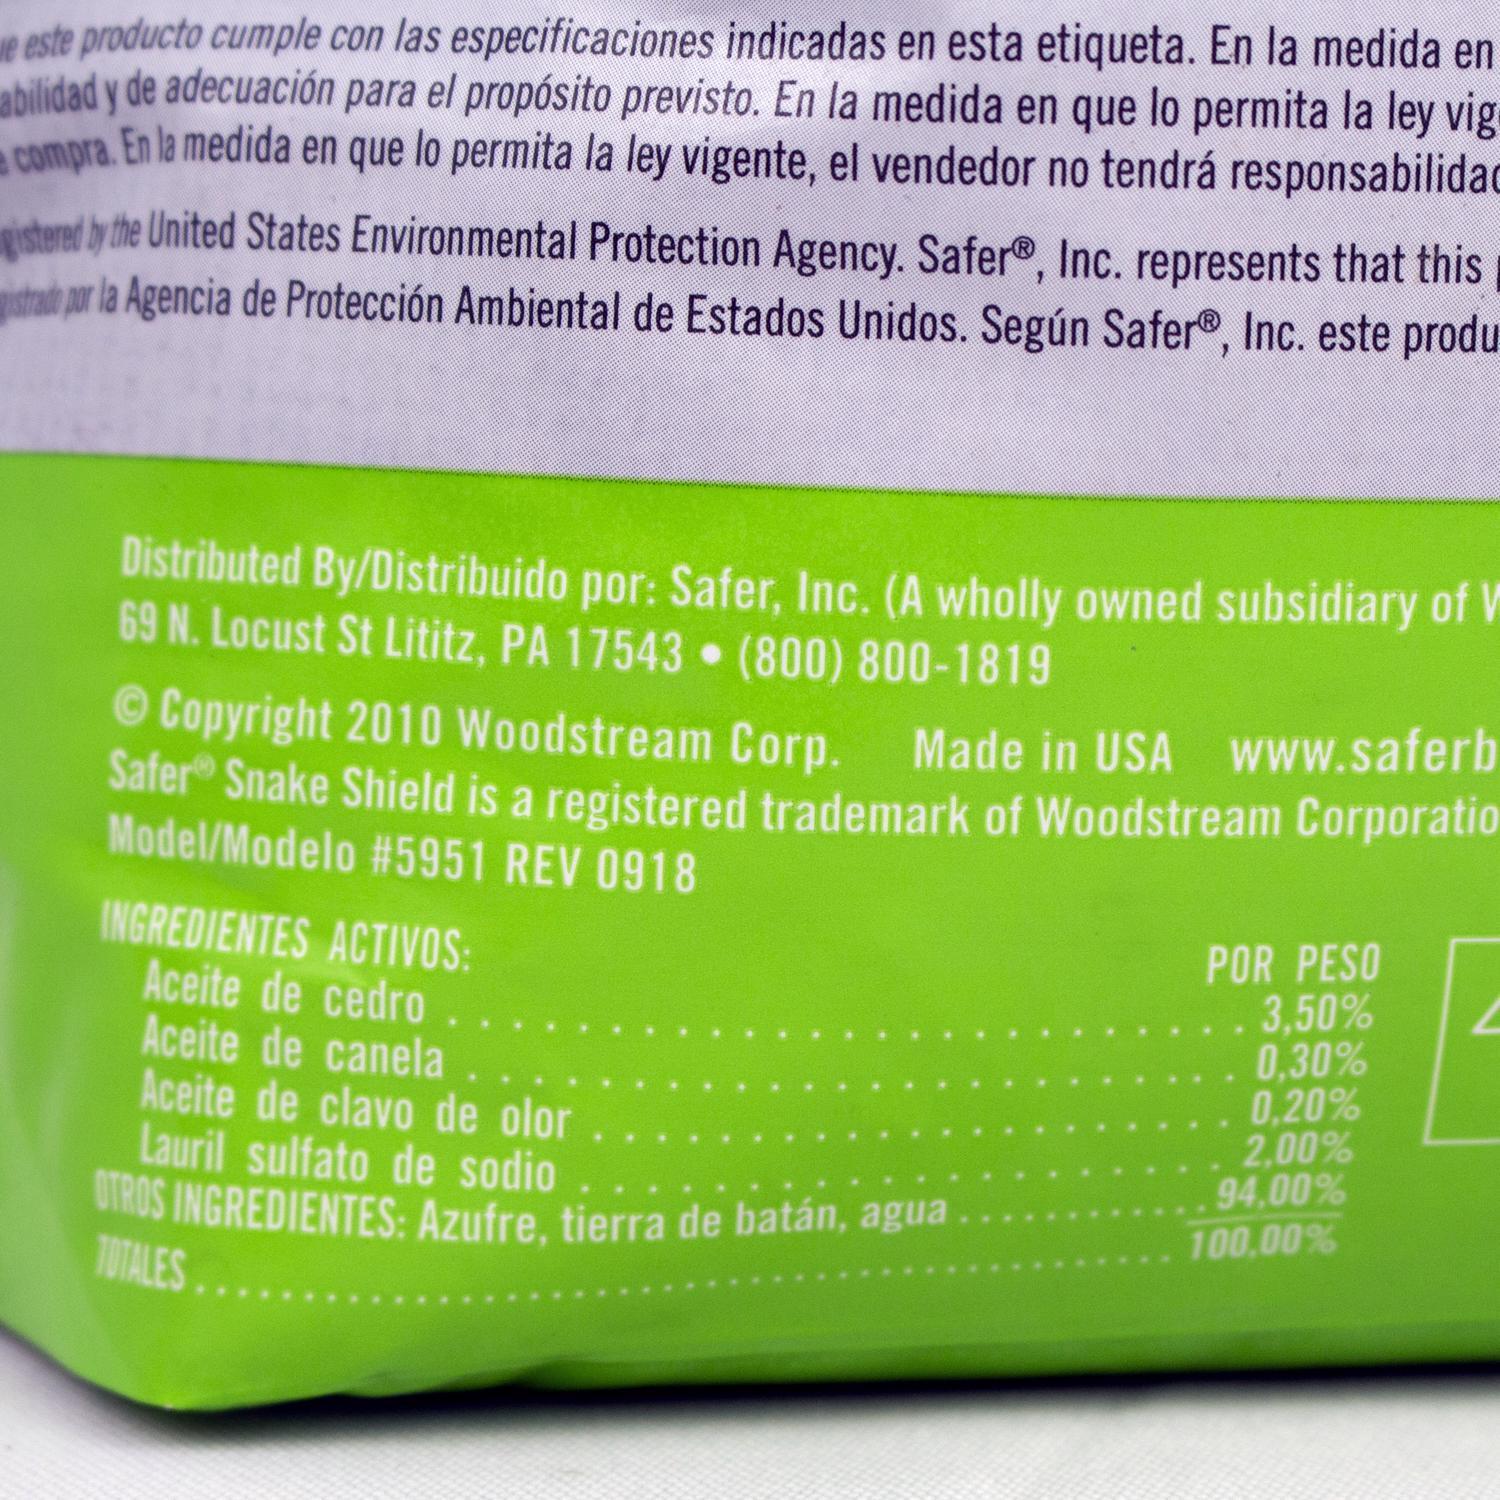 este producto cumple con las especificaciones indicadas en esta etiqueta. En la medida en
y de adecuación para el propósito previsto. En la medida en que lo permita la ley
compra. En la medida en que lo permita la ley vigente, el vendedor no tendrá
by the United States Environmental Protection Agency. Safer®, Inc. represents that this
por la Agencia de Protección Ambiental de Estados Unidos. Según Safer®, Inc. este
Distributed By/Distribuido por: Safer, Inc. (A wholly owned subsidiary of
69 N. Locust St Lititz, PA 17543 • (800) 800-1819
© Copyright 2010 Woodstream Corp. Made in USA
Safer® Snake Shield is a registered trademark of Woodstream
Model/Modelo #5951 REV 0918
INGREDIENTES ACTIVOS: POR PESO
Aceite de cedro . . . . . . . . . . . . . . . . . . . . . . . . . . . . . . 3,50%
Aceite de canela . . . . . . . . . . . . . . . . . . . . . . . . . . . . . 0,30%
Aceite de clavo de olor . . . . . . . . . . . . . . . . . . . . . . . . 0,20%
Lauril sulfato de sodio . . . . . . . . . . . . . . . . . . . . . . . . 2,00%
OTROS INGREDIENTES: Azufre, tierra de batán, agua . . . . . . . . . . . . 94,00%
TOTALES . . . . . . . . . . . . . . . . . . . . . . . . . . . . . . . . . . . . 100,00%